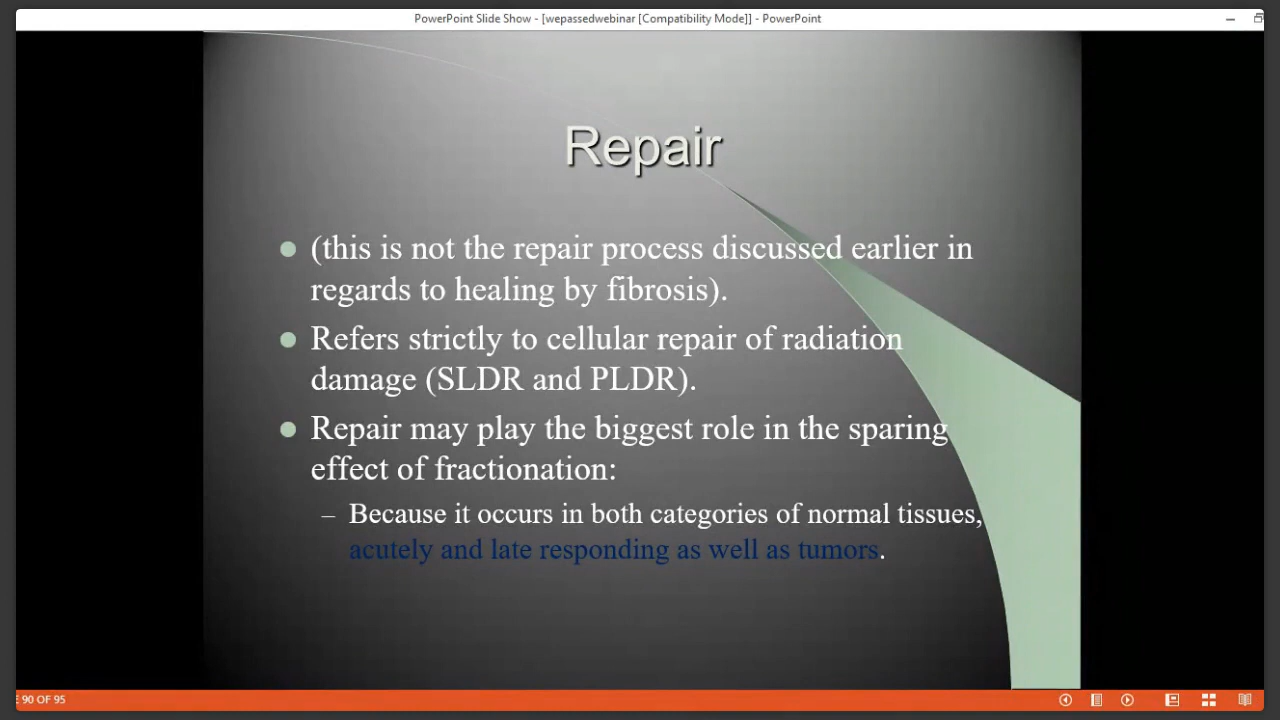 PowerPoint Slide Show - [wepassedwebinar [Compatibility Mode]] - PowerPoint
Repair
(this is not the repair process discussed earlier in
regards to healing by fibrosis).
Refers strictly to cellular repair of radiation
damage (SLDR and PLDR).
Repair may play the biggest role in the sparing
effect of fractionation:
– Because it occurs in both categories of normal tissues,
acutely and late responding as well as tumors.
E 90 OF 95